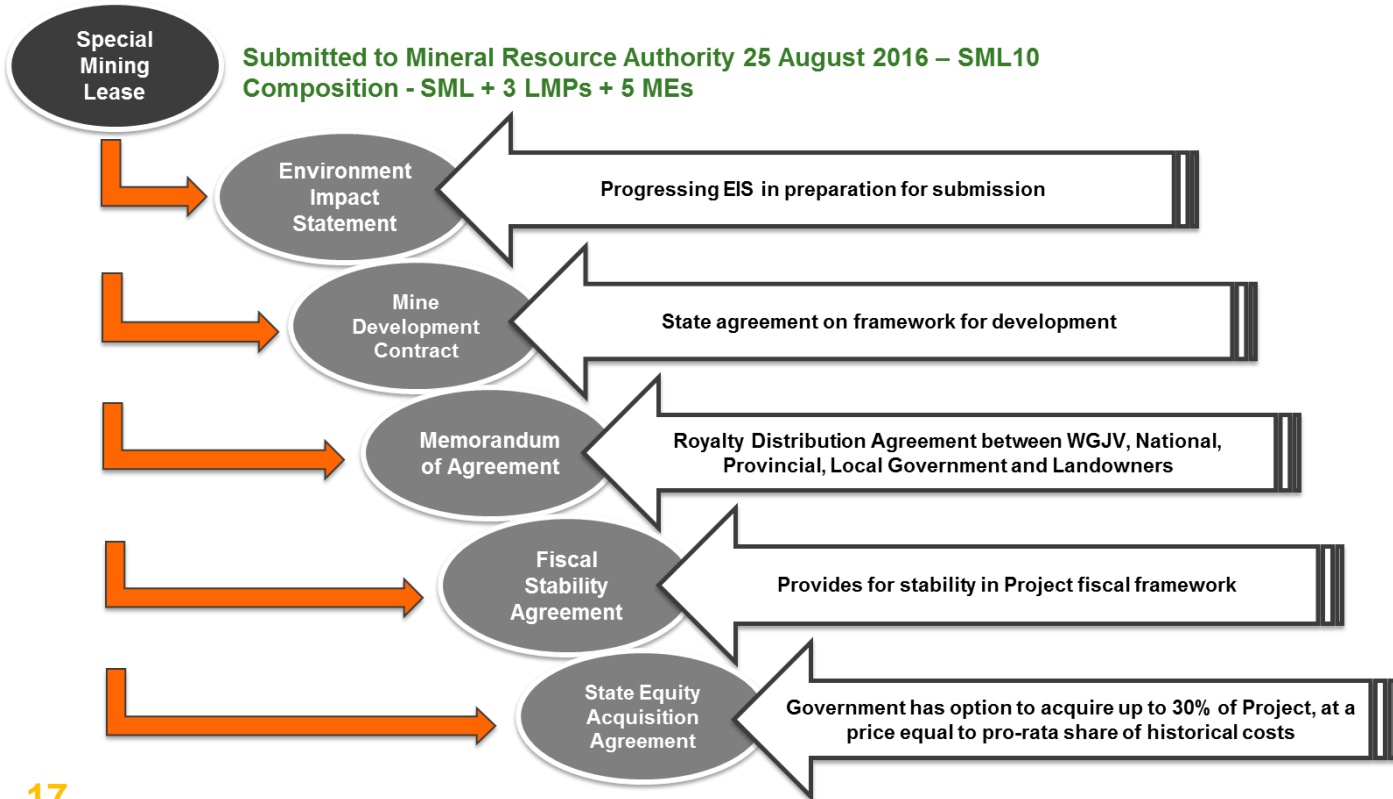 Special
Mining
Lease
Submitted to Mineral Resource Authority 25 August 2016 – SML10
Composition - SML + 3 LMPs + 5 MEs
Environment
Impact
Statement
Progressing EIS in preparation for submission
Mine
Development
Contract
State agreement on framework for development
Memorandum
of Agreement
Royalty Distribution Agreement between WGJV, National,
Provincial, Local Government and Landowners
Fiscal
Stability
Agreement
Provides for stability in Project fiscal framework
State Equity
Acquisition
Agreement
Government has option to acquire up to 30% of Project, at a
price equal to pro-rata share of historical costs
17